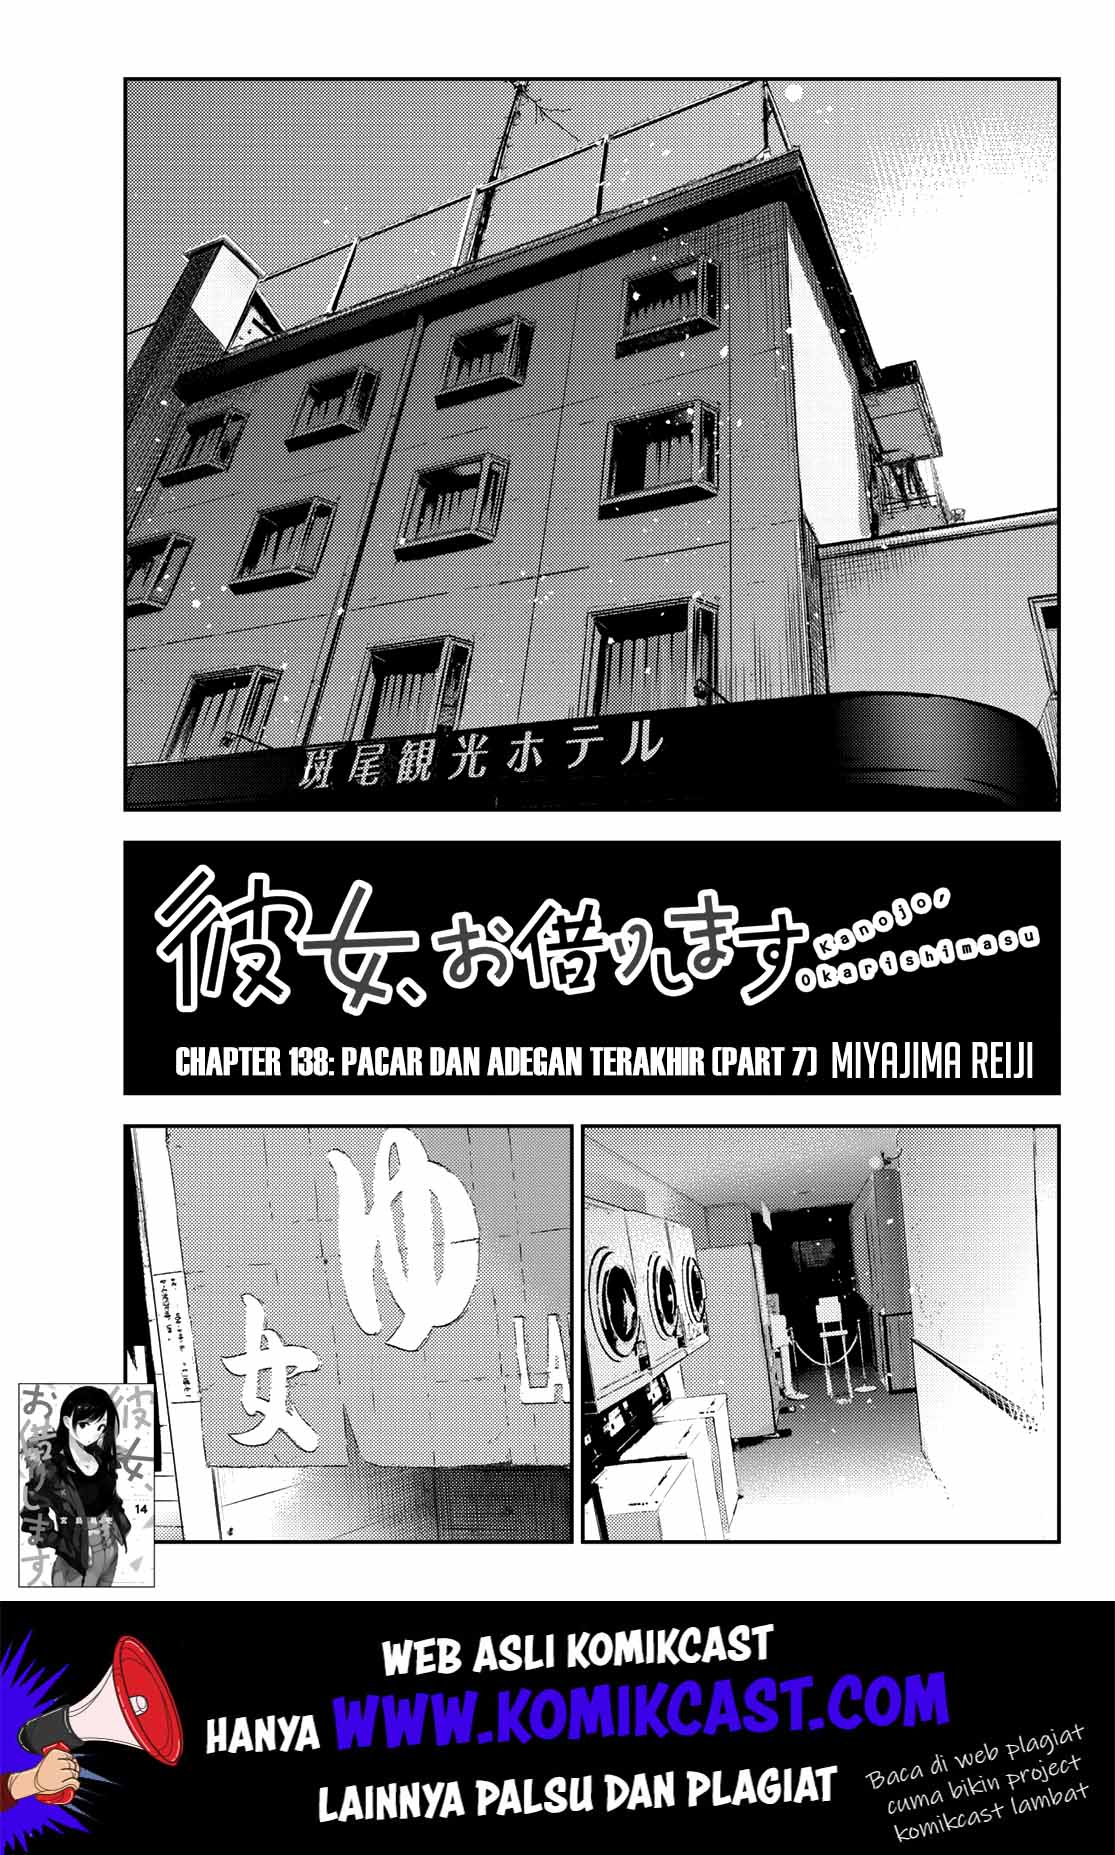 斑尾観光ホテル
彼女、お借りします
Kanojo,
Okarishimasu
CHAPTER 138: PACAR DAN ADEGAN TERAKHIR (PART 7) MIYAJIMA REIJI
ゆ
女
LA
彼女、
お借りします
14
WEB ASLI KOMIKCAST
HANYA WWW.KOMIKCAST.COM
LAINNYA PALSU DAN PLAGIAT
Baca di web plagiat
cuma bikin project
komikcast lambat